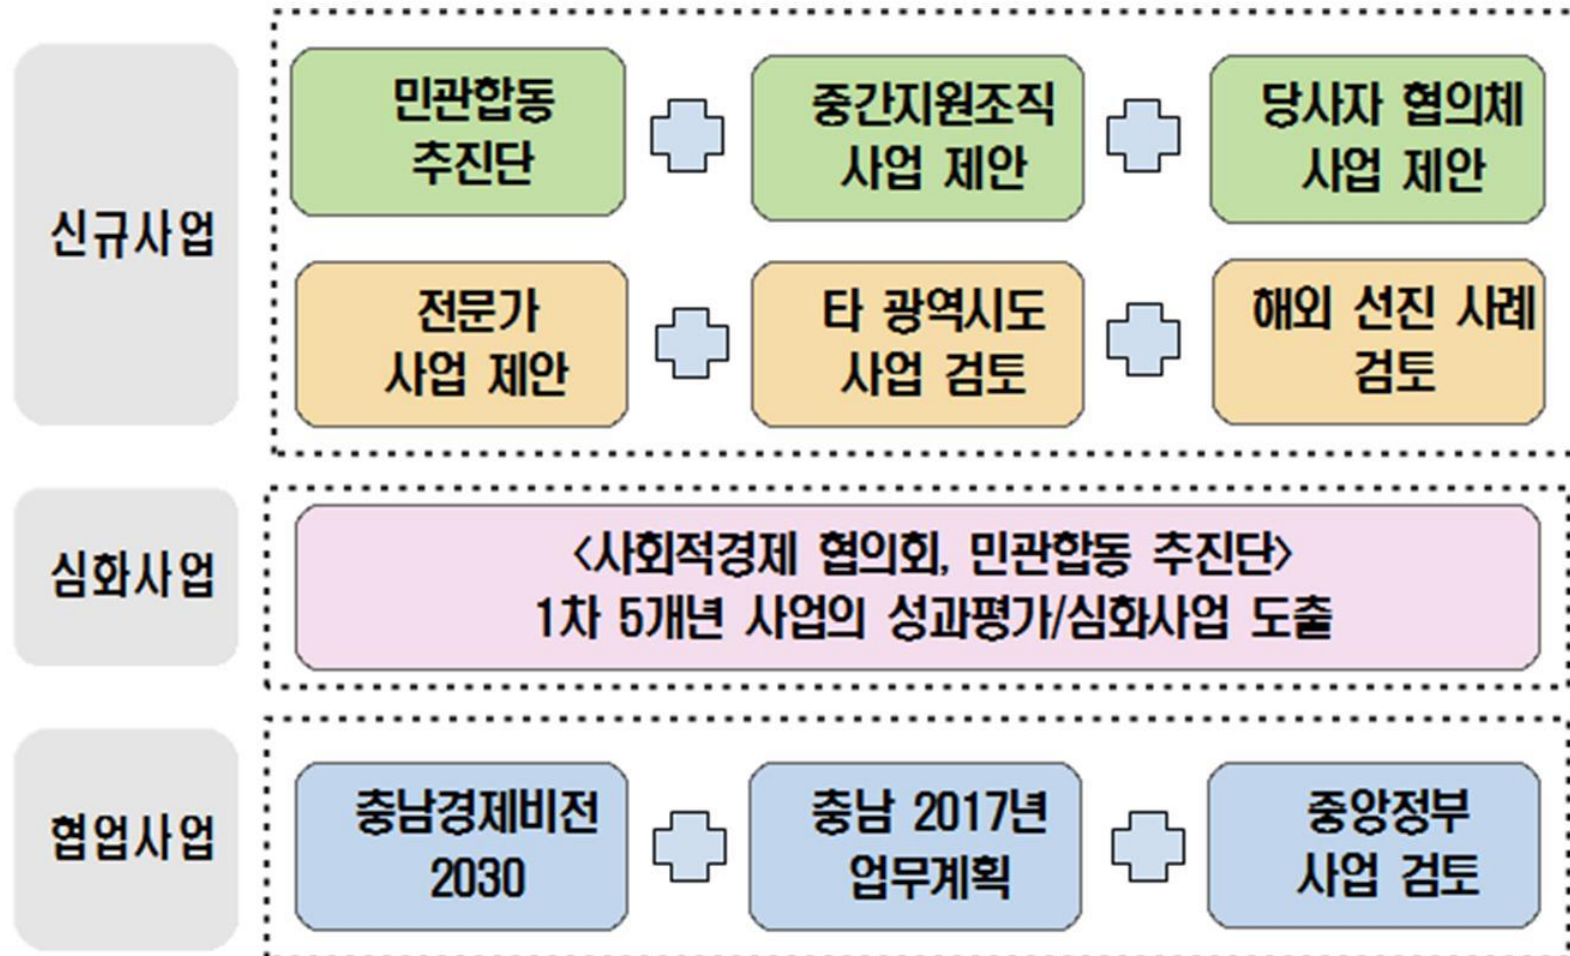 신규사업
민관합동
추진단
중간지원조직
사업 제안
당사자 협의체
사업 제안
전문가
사업 제안
타 광역시도
사업 검토
해외 선진 사례
검토
심화사업
<사회적경제 협의회, 민관합동 추진단>
1차 5개년 사업의 성과평가/심화사업 도출
협업사업
충남경제비전
2030
충남 2017년
업무계획
중앙정부
사업 검토